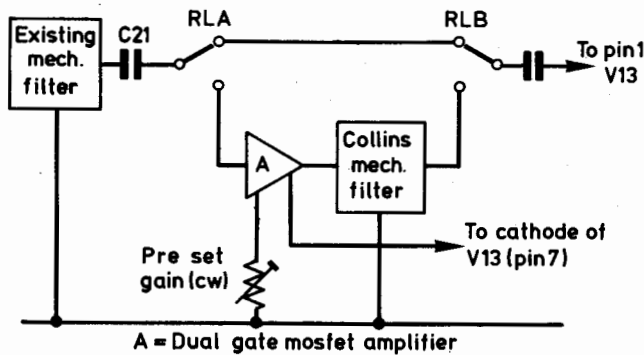 Existing
mech.
filter
C21
RLA
RLB
To pin1
V13
A
Collins
mech.
filter
To cathode of
V13 (pin7)
Pre set
gain(cw)
A = Dual gate mosfet amplifier